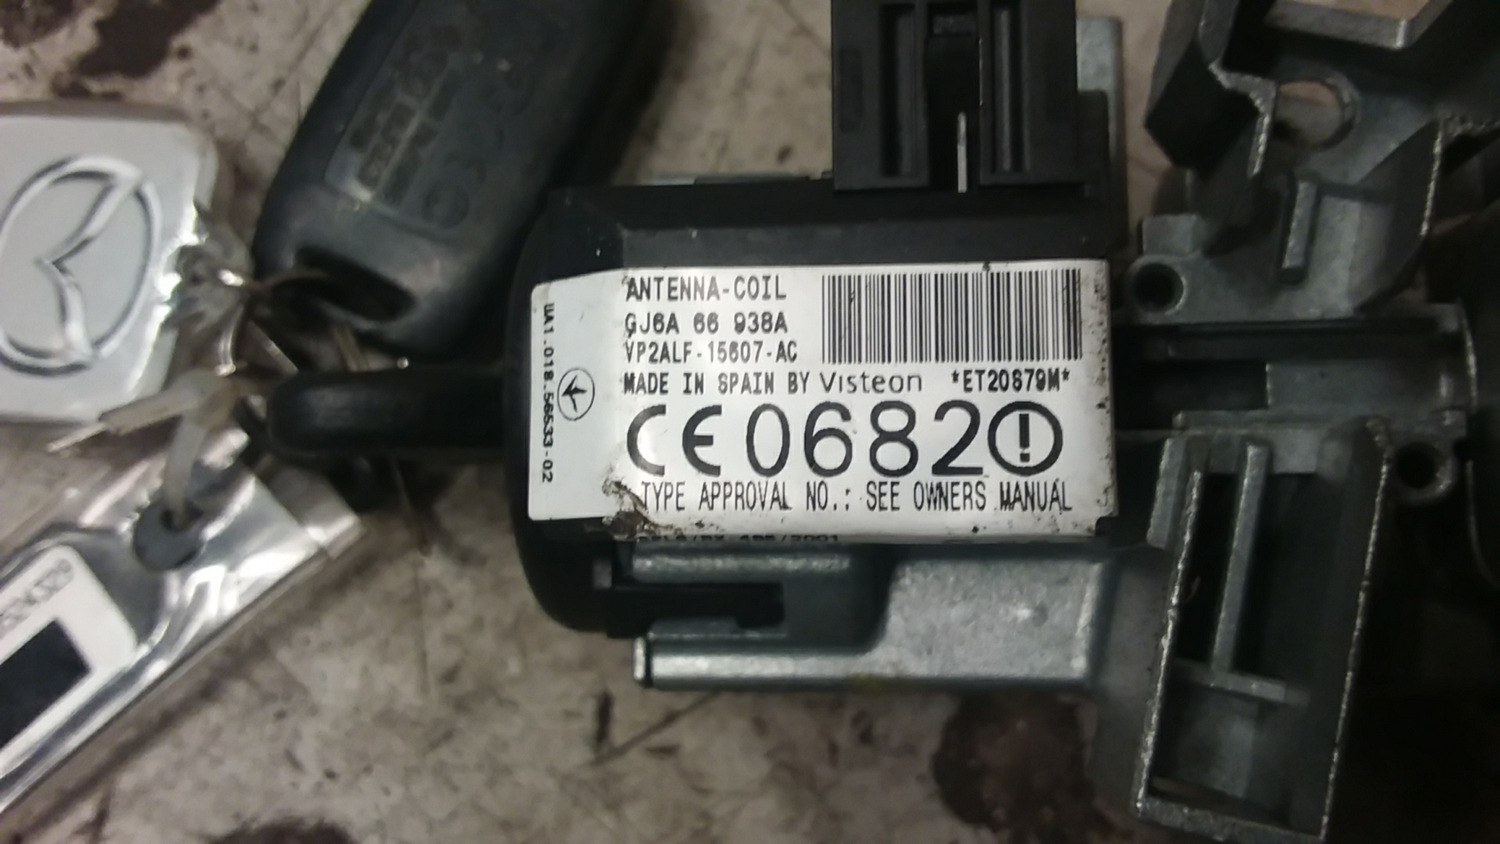 ANTENNA-COIL
GJ6A 66 938A
VP2ALF-15607-AC
MADE IN SPAIN BY Visteon *ET20879M*
CE0682
TYPE APPROVAL NO.: SEE OWNERS MANUAL
UA1.018.56533-02